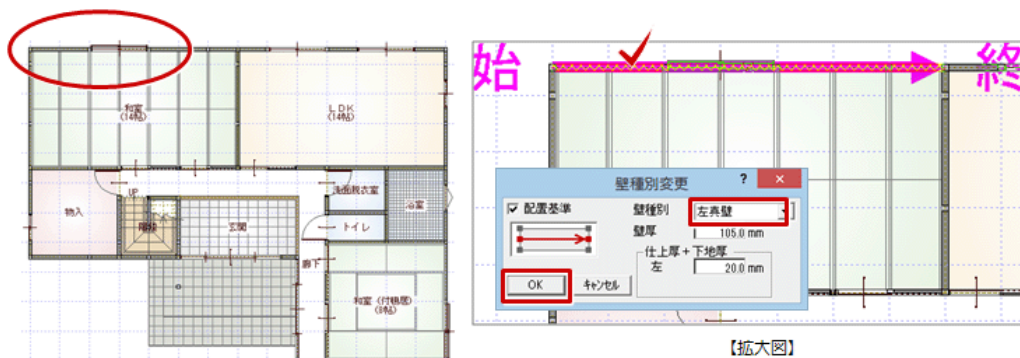 和室
(14帖)
LDK
(14帖)
UP
洗面脱衣室
浴室
物入
階段
玄関
トイレ
廊下
和室(付鴨居)
(8帖)
始
終
壁種別変更
?
×
配置基準
壁種別
左真壁
壁厚
105.0 mm
仕上厚+下地厚
左
20.0 mm
OK
キャンセル
【拡大図】